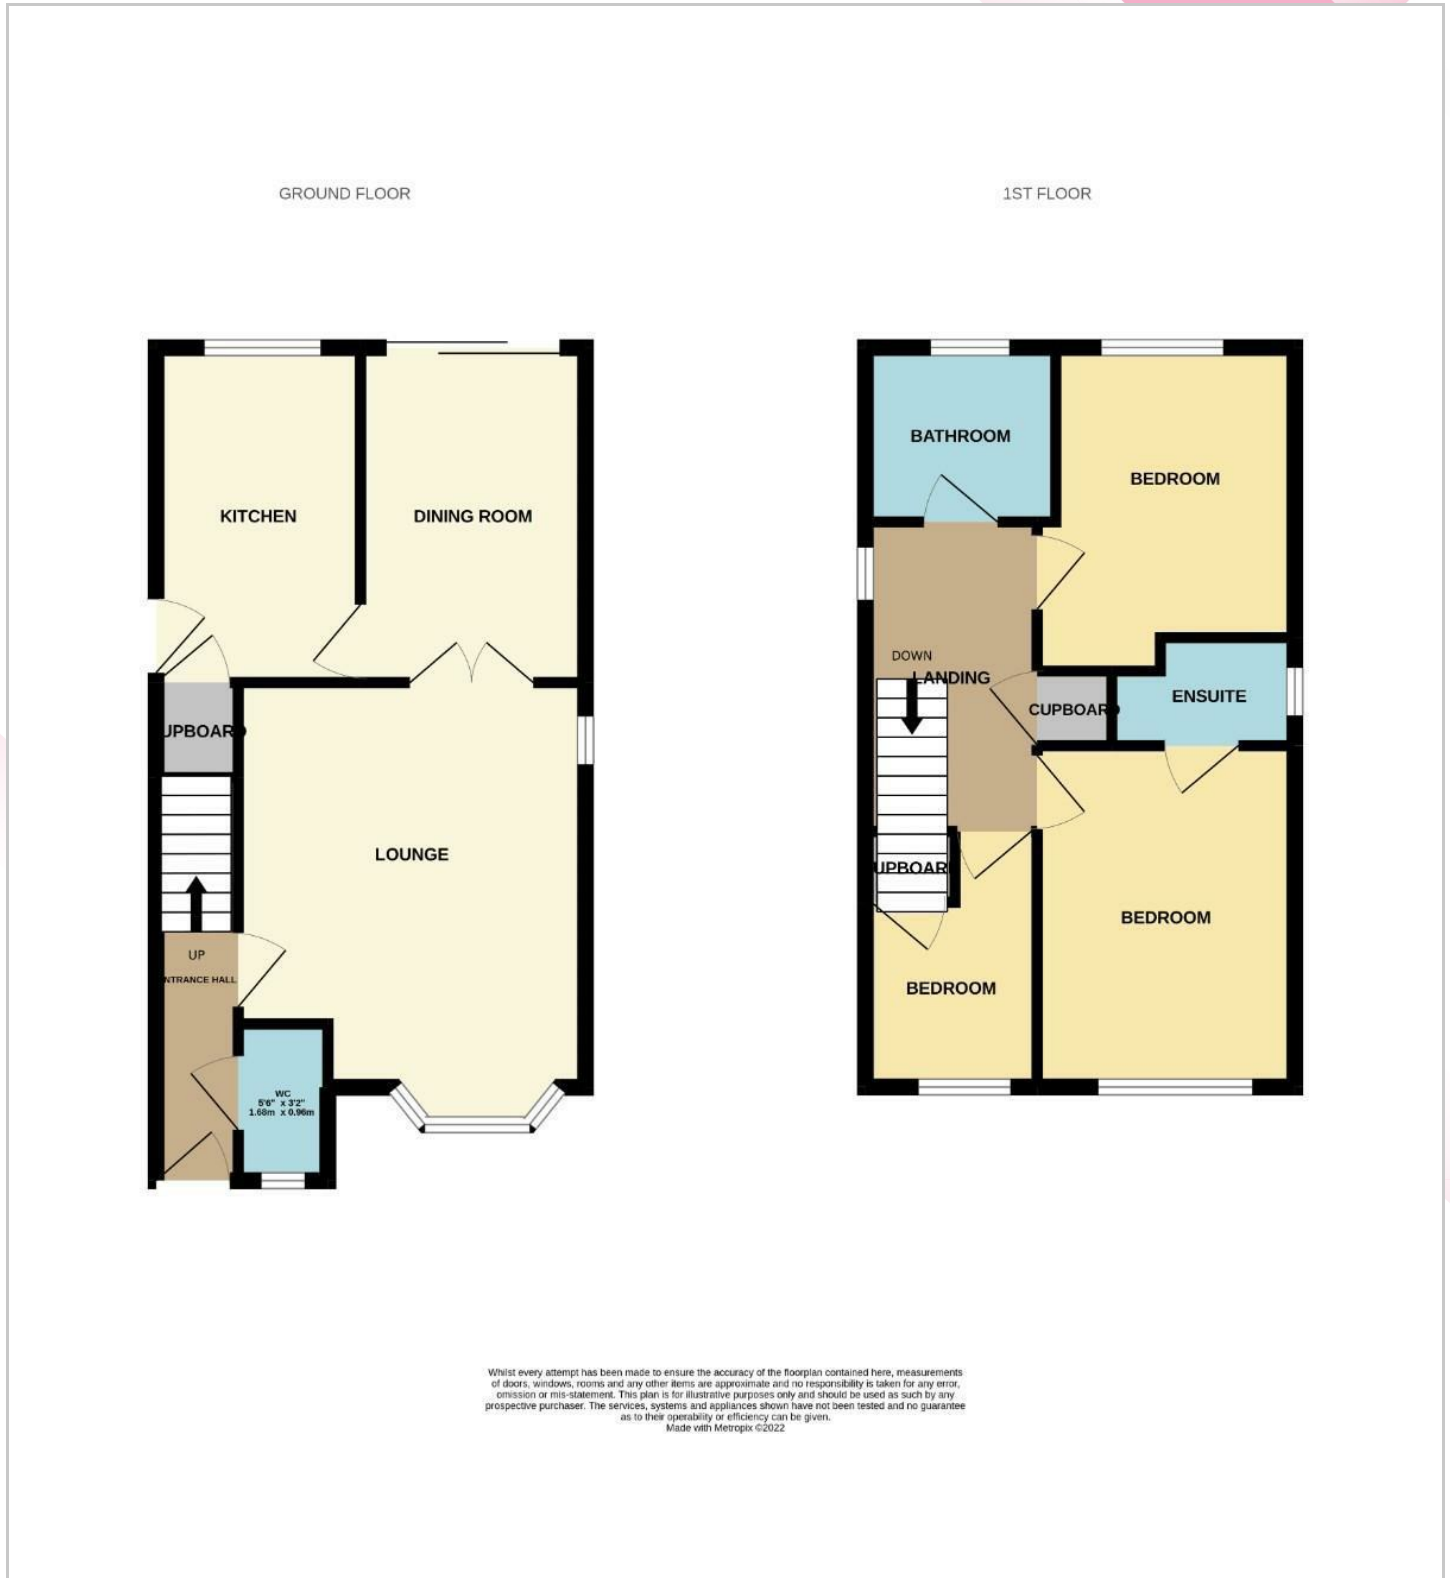 GROUND FLOOR
1ST FLOOR
KITCHEN
DINING ROOM
UPBOARD
LOUNGE
UP
NTRANCE HALL
WC
5'6" x 3'2"
1.68m x 0.96m
BATHROOM
BEDROOM
DOWN
LANDING
CUPBOARD
ENSUITE
UPBOARD
BEDROOM
BEDROOM
Whilst every attempt has been made to ensure the accuracy of the floorplan contained here, measurements
of doors, windows, rooms and any other items are approximate and no responsibility is taken for any error,
omission or mis-statement. This plan is for illustrative purposes only and should be used as such by any
prospective purchaser. The services, systems and appliances shown have not been tested and no guarantee
as to their operability or efficiency can be given.
Made with Metropix ©2022